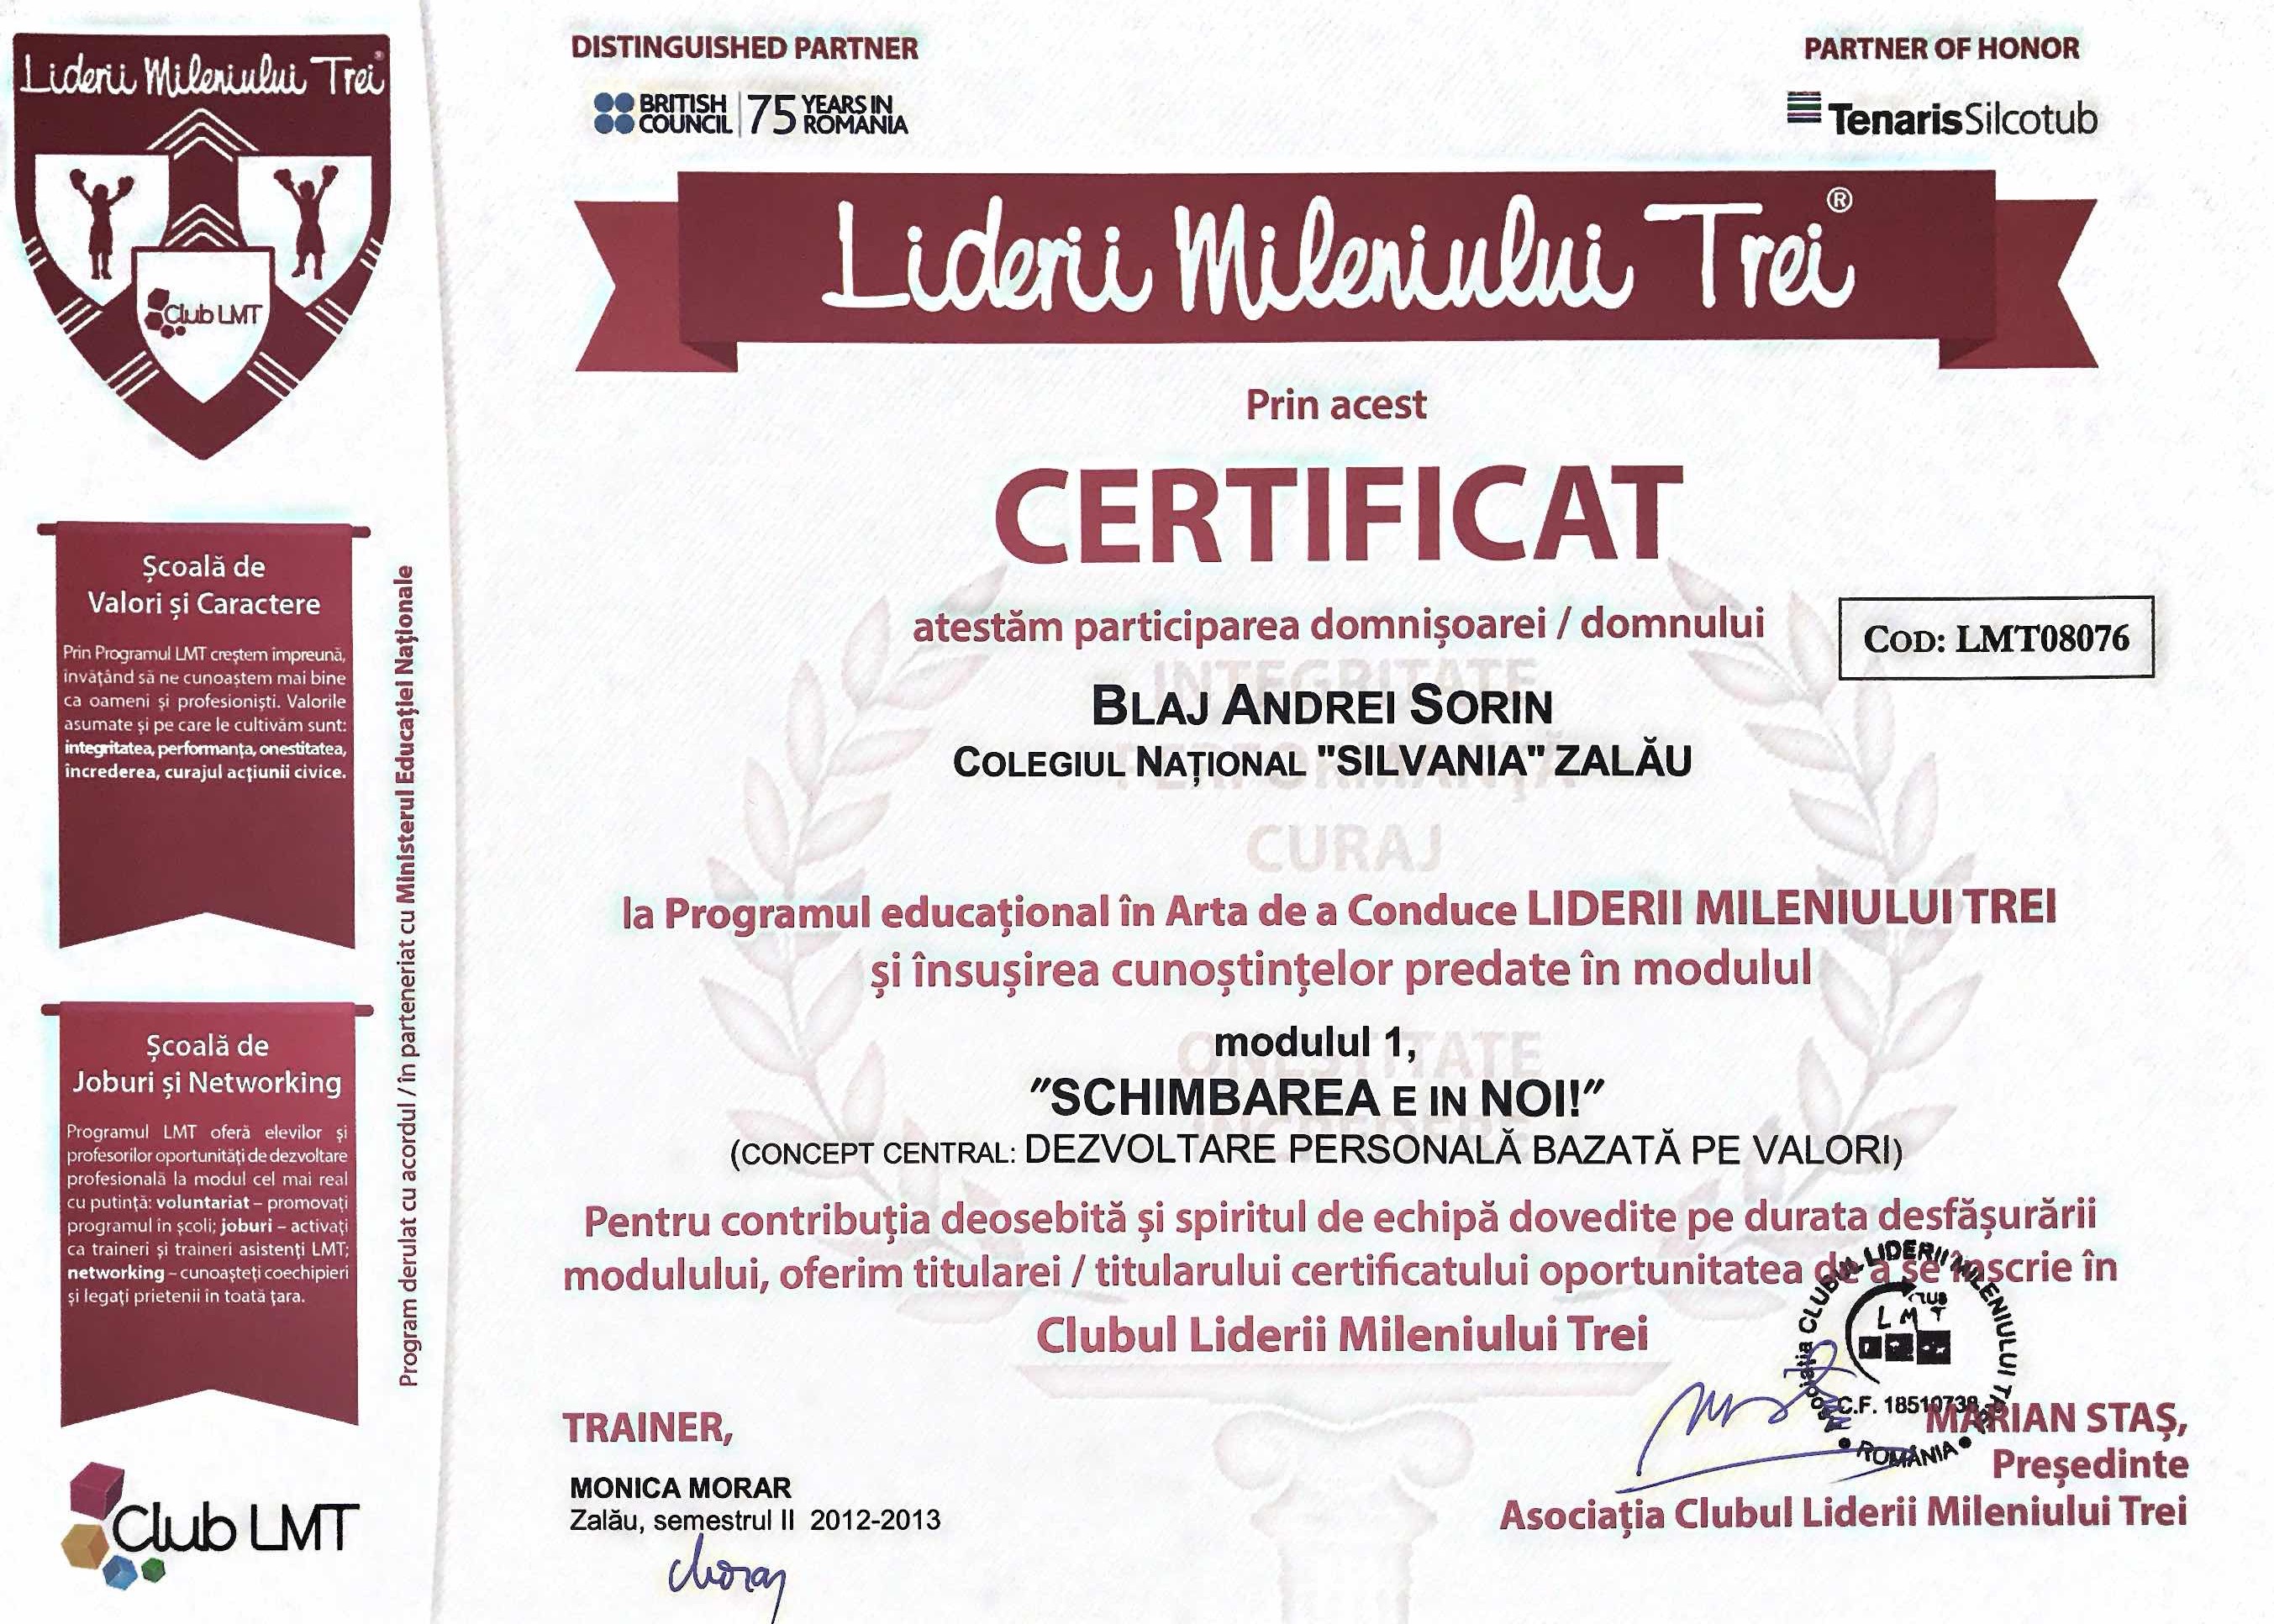 Liderii Mileniului Trei®
Club LMT
Școală de
Valori și Caractere
Prin Programul LMT creștem împreună,
învățând să ne cunoaștem mai bine
ca oameni și profesioniști. Valorile
asumate și pe care le cultivăm sunt:
integritatea, performanța, onestitatea,
încrederea, curajul acțiunii civice.
Școală de
Joburi și Networking
Programul LMT oferă elevilor și
profesorilor oportunități de dezvoltare
profesională la modul cel mai real
cu putință: voluntariat – promovați
programul în școli; joburi – activați
ca traineri și traineri asistenți LMT;
networking – cunoașteți coechipieri
și legați prietenii în toată țara.
Club LMT
Program derulat cu acordul / în parteneriat cu Ministerul Educației Naționale
DISTINGUISHED PARTNER
BRITISH COUNCIL | 75 YEARS IN ROMANIA
PARTNER OF HONOR
TenarisSilcotub
Liderii Mileniului Trei®
Prin acest
CERTIFICAT
atestăm participarea domnișoarei / domnului
COD: LMT08076
INTEGRITATE
BLAJ ANDREI SORIN
COLEGIUL NAȚIONAL "SILVANIA" ZALĂU
PERFORMANȚĂ
CURAJ
la Programul educațional în Arta de a Conduce LIDERII MILENIULUI TREI
și însușirea cunoștințelor predate în modulul
modulul 1,
ONESTITATE
"SCHIMBAREA E IN NOI!"
ÎNCREDERE
(CONCEPT CENTRAL: DEZVOLTARE PERSONALĂ BAZATĂ PE VALORI)
Pentru contribuția deosebită și spiritul de echipă dovedite pe durata desfășurării
modulului, oferim titularei / titularului certificatului oportunitatea de a se înscrie în
Clubul Liderii Mileniului Trei
Asociația CLUBUL LIDERII MILENIULUI TREI
CLUB
LMT
C.F. 18510738
• ROMÂNIA •
TRAINER,
MONICA MORAR
Zalău, semestrul II 2012-2013
Morar
MARIAN STAȘ,
Președinte
Asociația Clubul Liderii Mileniului Trei